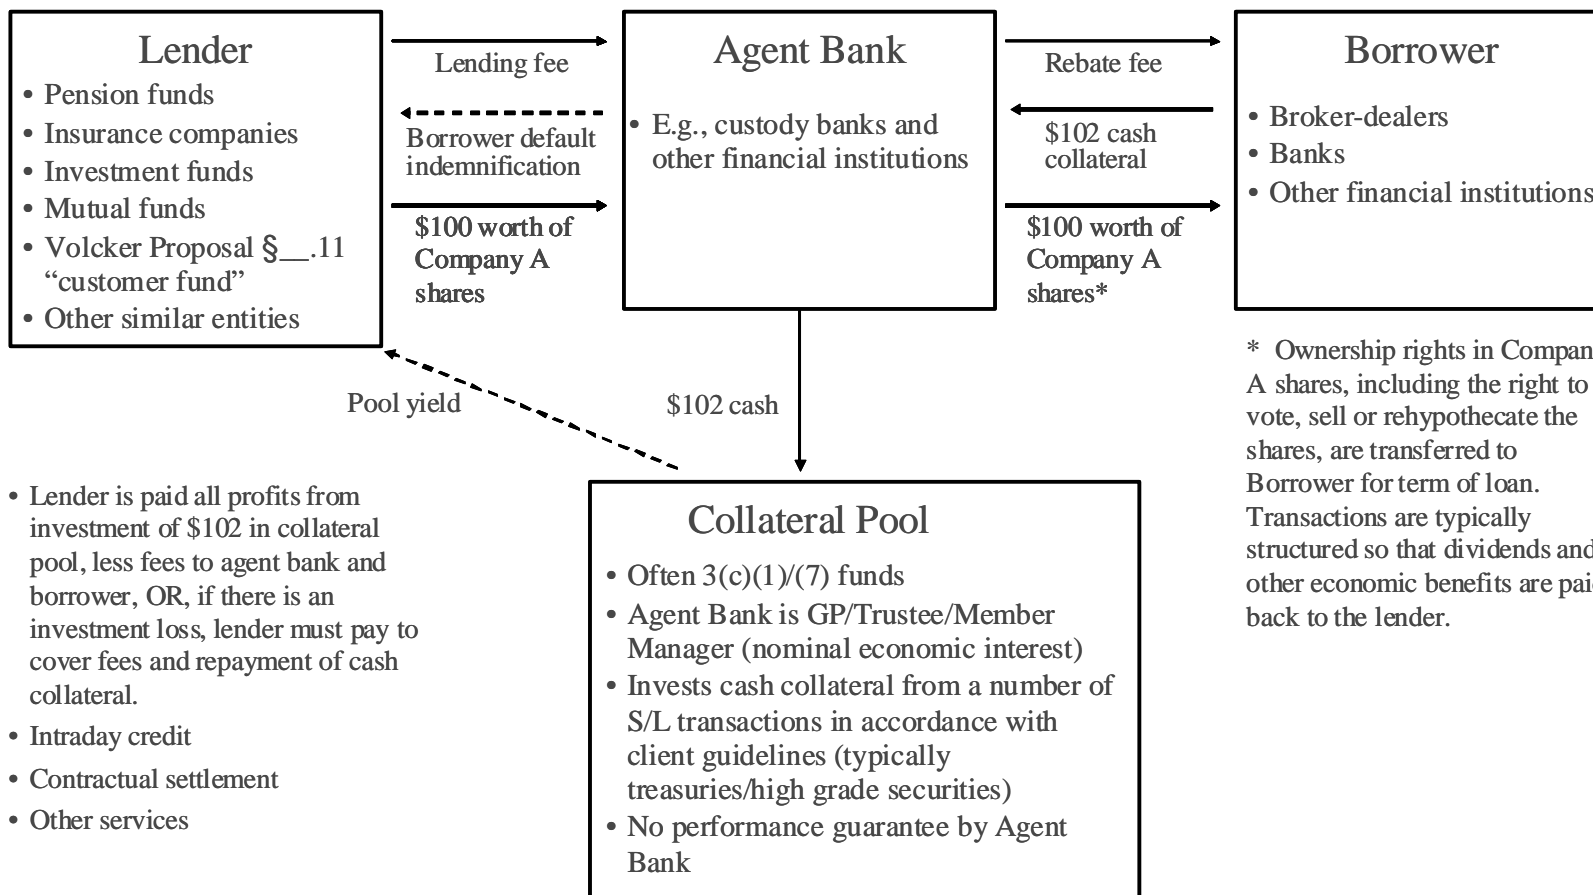 Lender
• Pension funds
• Insurance companies
• Investment funds
• Mutual funds
• Volcker Proposal §__.11
“customer fund”
• Other similar entities
Lending fee
Borrower default
indemnification
$100 worth of
Company A
shares
Agent Bank
• E.g., custody banks and
other financial institutions
Rebate fee
$102 cash
collateral
$100 worth of
Company A
shares*
Borrower
• Broker-dealers
• Banks
• Other financial institutions
* Ownership rights in Compan
A shares, including the right to
vote, sell or rehypothecate the
shares, are transferred to
Borrower for term of loan.
Transactions are typically
structured so that dividends and
other economic benefits are paid
back to the lender.
Pool yield
$102 cash
• Lender is paid all profits from
investment of $102 in collateral
pool, less fees to agent bank and
borrower, OR, if there is an
investment loss, lender must pay to
cover fees and repayment of cash
collateral.
• Intraday credit
• Contractual settlement
• Other services
Collateral Pool
• Often 3(c)(1)/(7) funds
• Agent Bank is GP/Trustee/Member
Manager (nominal economic interest)
• Invests cash collateral from a number of
S/L transactions in accordance with
client guidelines (typically
treasuries/high grade securities)
• No performance guarantee by Agent
Bank